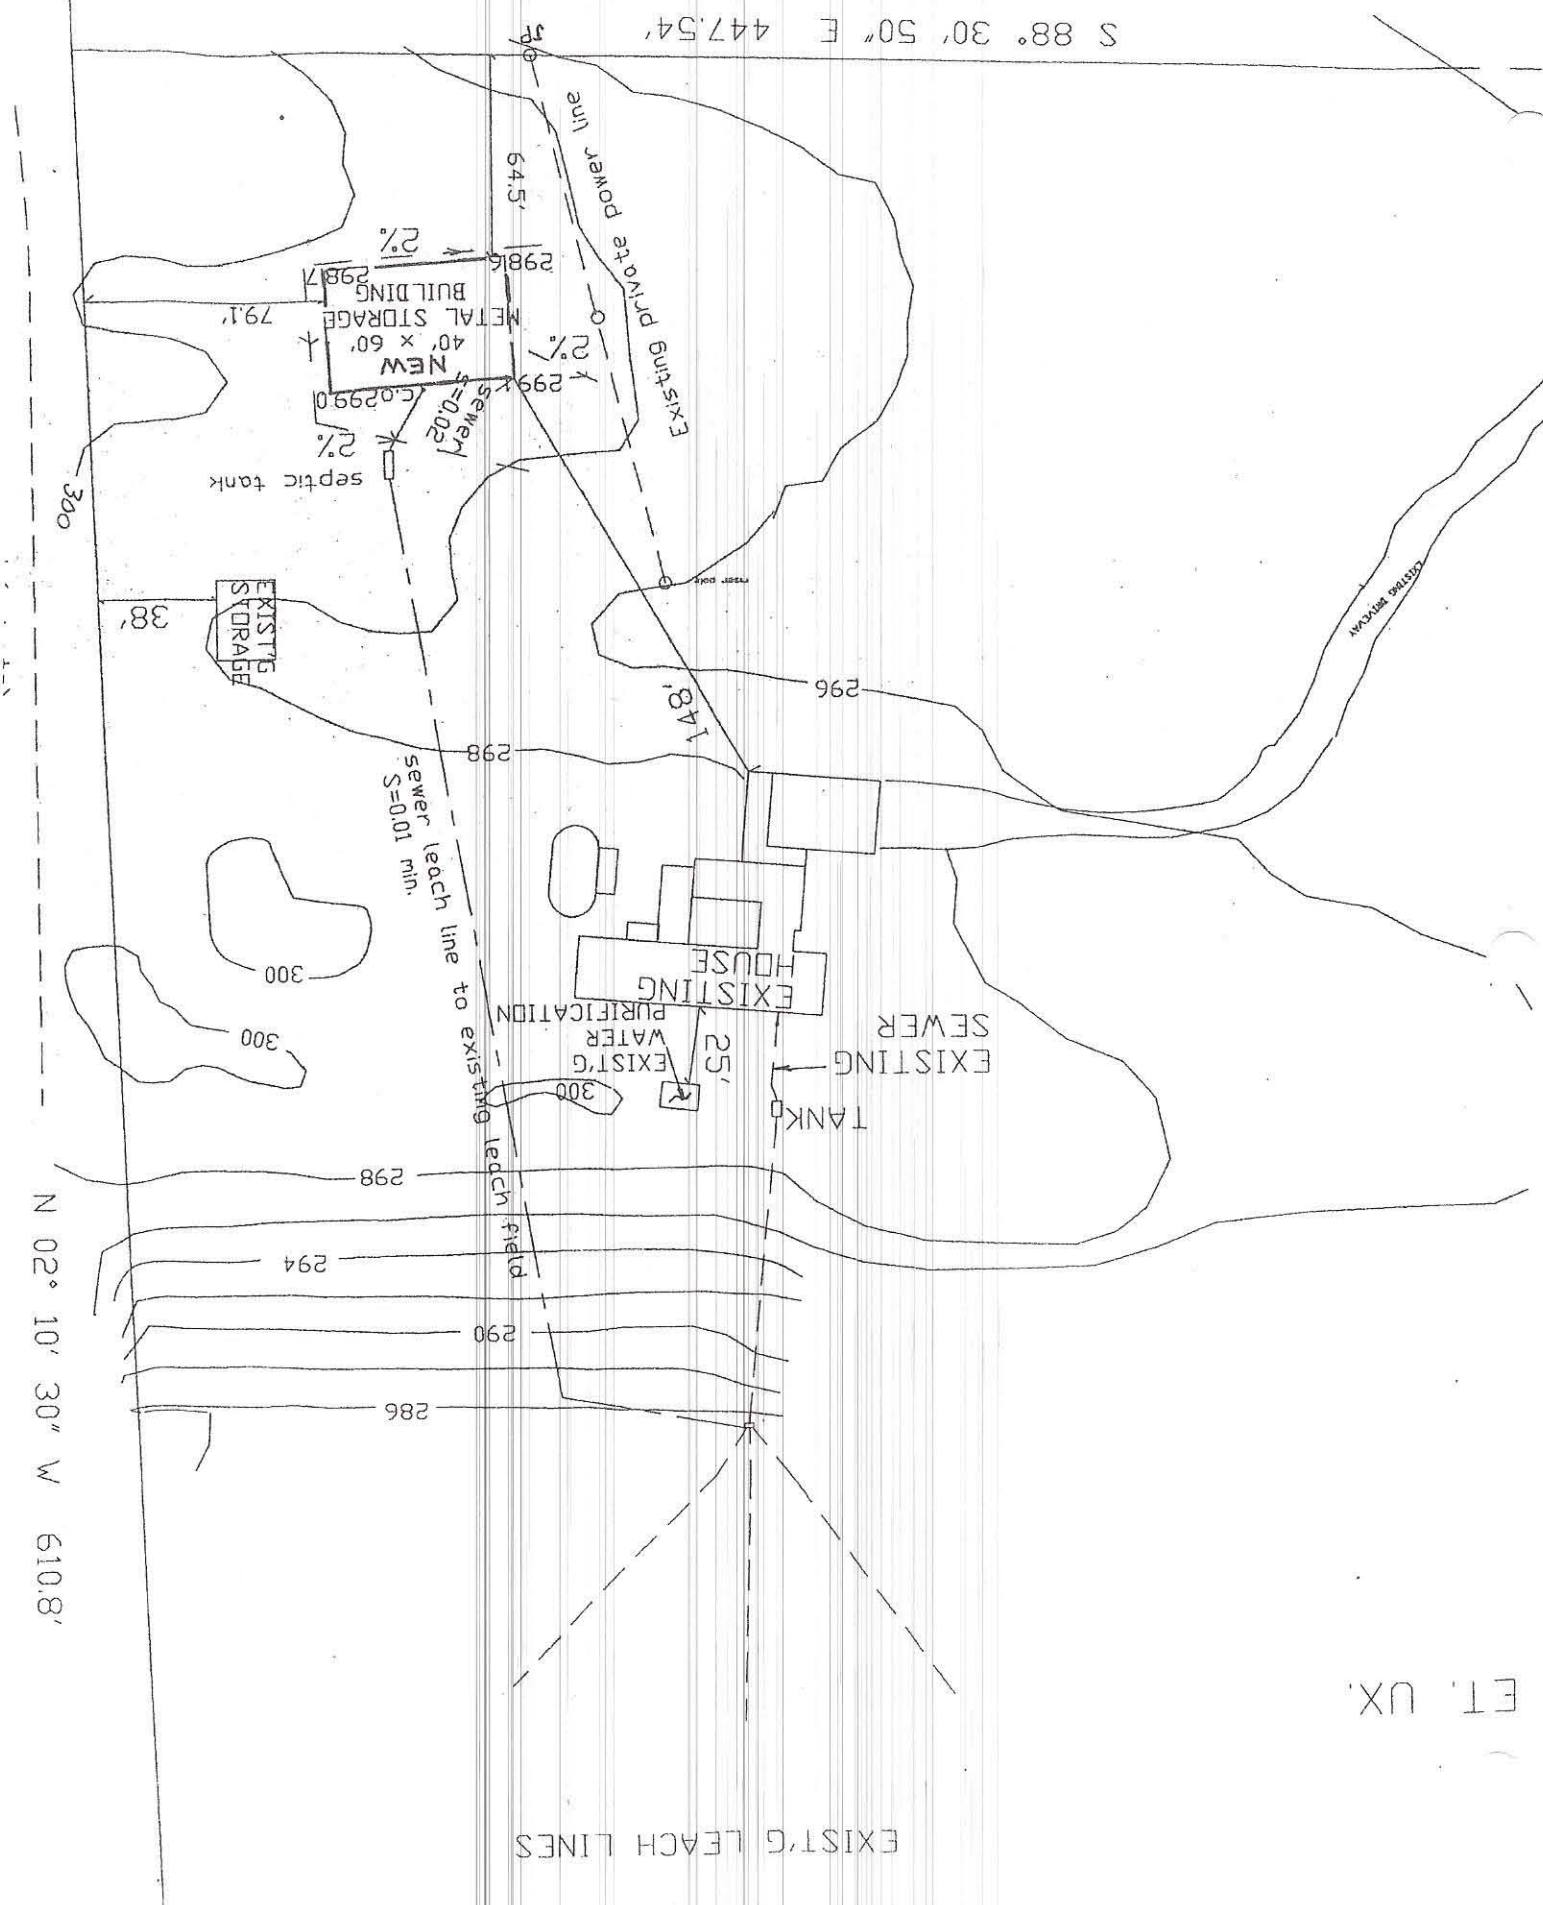 S 88° 30' 50" E 447.54'
JP
Existing private power line
64.5'
2%
298.6
298.7
NEW
40' x 60'
METAL STORAGE
BUILDING
79.1'
2%
299.0
C.O.
2%
sewer
s=0.02
septic tank
300
38'
EXIST'G
STORAGE
riser pole
148'
296
298
EXISTING DRIVEWAY
sewer leach line to existing leach field
S=0.01 min.
300
300
EXISTING
HOUSE
EXIST'G
WATER
PURIFICATION
25'
EXISTING
SEWER
TANK
300
298
294
290
286
N 02° 10' 30" W 610.8'
ET. UX.
EXIST'G LEACH LINES